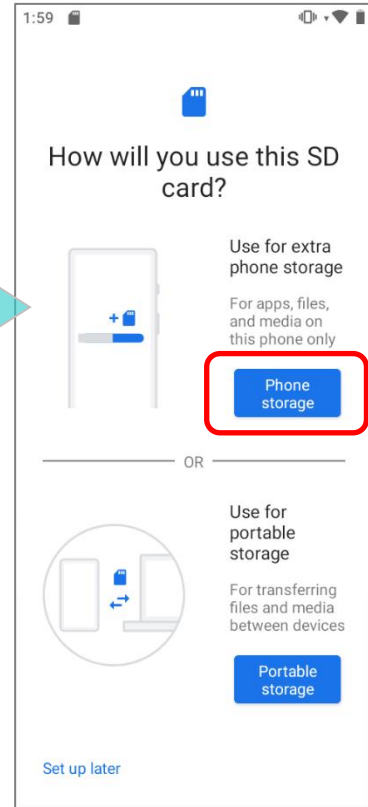 1:59
How will you use this SD
card?
Use for extra
phone storage
For apps, files,
and media on
this phone only
Phone
storage
OR
Use for
portable
storage
For transferring
files and media
between devices
Portable
storage
Set up later